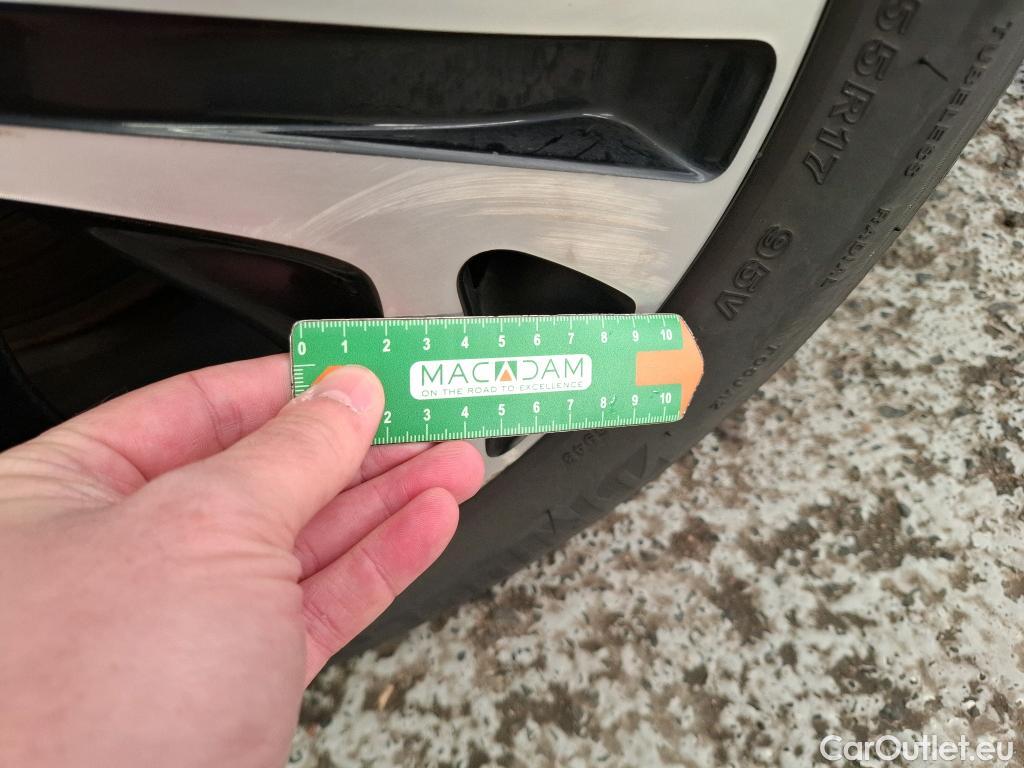 55R17
95V
TUBELESS
RADIAL
0 1 2 3 4 5 6 7 8 9 10
MACADAM
ON THE ROAD TO EXCELLENCE
2 3 4 5 6 7 8 9 10
CarOutlet.eu